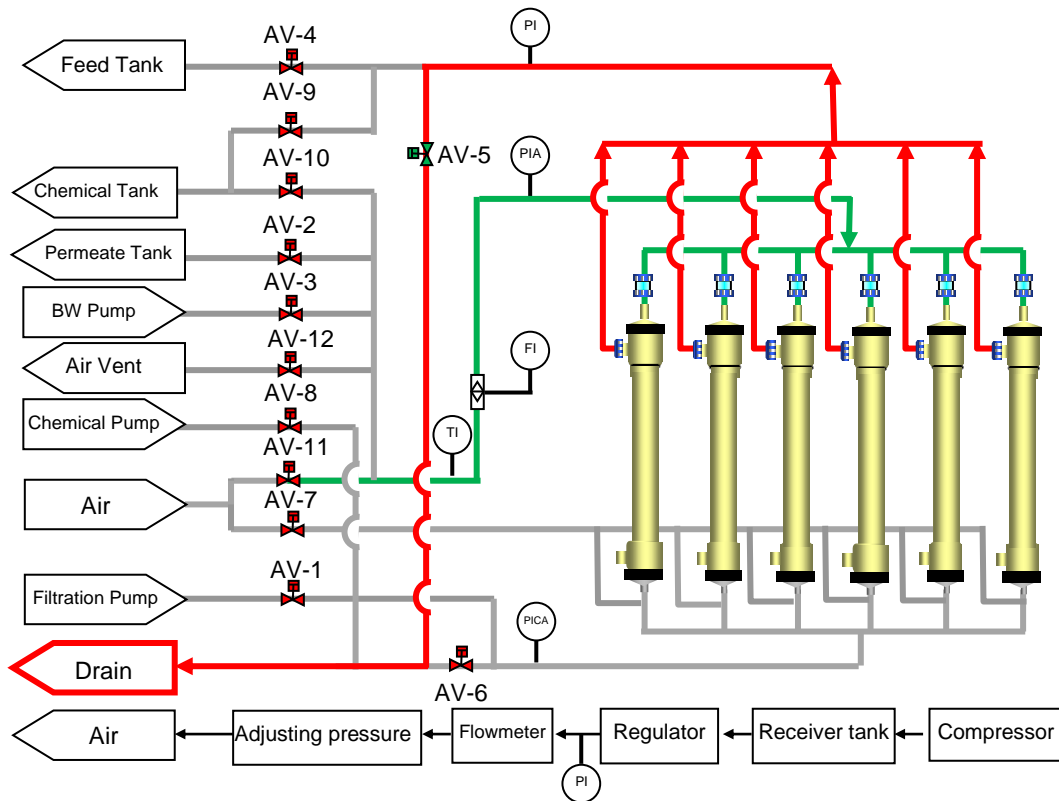 AV-4
PI
Feed Tank
AV-9
AV-10
AV-5
PIA
Chemical Tank
AV-2
Permeate Tank
AV-3
BW Pump
AV-12
Air Vent
FI
AV-8
Chemical Pump
TI
AV-11
Air
AV-7
AV-1
Filtration Pump
PICA
Drain
AV-6
Air
Adjusting pressure
Flowmeter
Regulator
Receiver tank
Compressor
PI